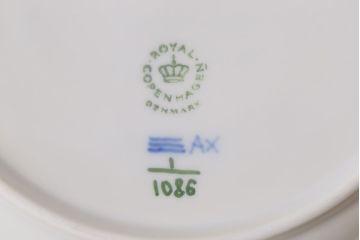 ROYAL
COPENHAGEN
DENMARK
AX
1
1086